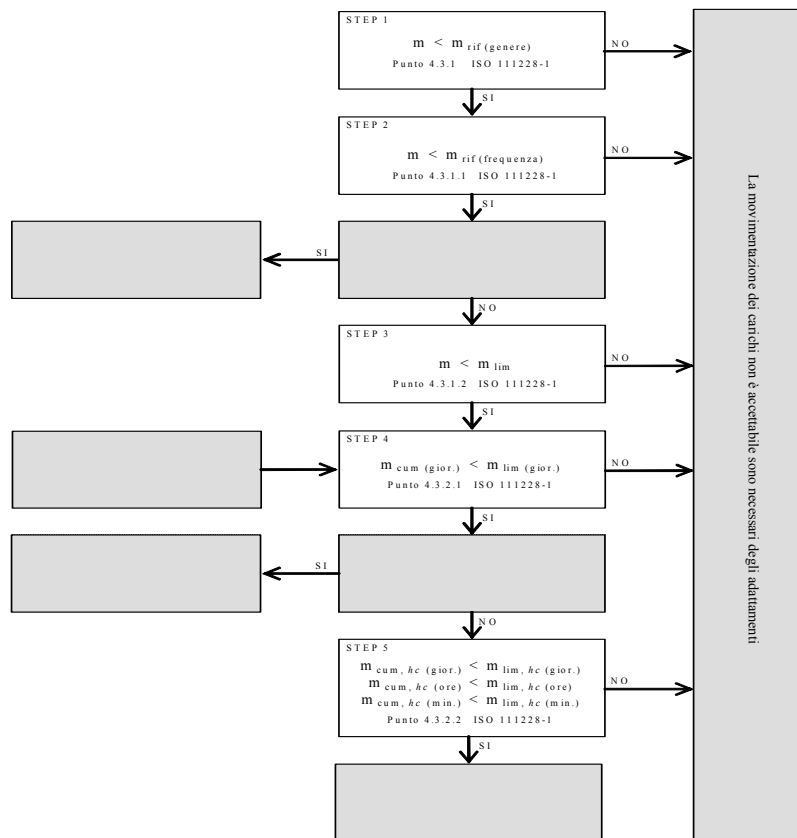 STEP 1
m < m rif (genere)
Punto 4.3.1 ISO 111228-1
NO
SI
STEP 2
m < m rif(frequenza)
Punto 4.3.1.1 ISO 111228-1
NO
SI
SI
NO
STEP 3
m < m lim
Punto 4.3.1.2 ISO 111228-1
NO
SI
STEP 4
m cum (gior.) < m lim (gior.)
Punto 4.3.2.1 ISO 111228-1
NO
SI
SI
NO
STEP 5
m cum, hc (gior.) < m lim, hc (gior.)
m cum, hc (ore) < m lim, hc (ore)
m cum, hc (min.) < m lim, hc (min.)
Punto 4.3.2.2 ISO 111228-1
NO
SI
La movimentazione dei carichi non è accettabile sono necessari degli adattamenti